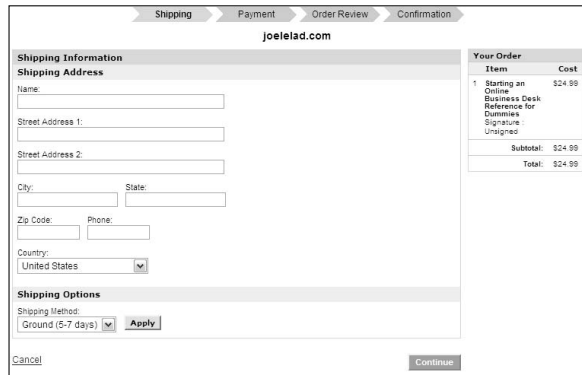 Shipping Payment Order Review Confirmation
joelelad.com
Shipping Information
Shipping Address
Name:
Street Address 1:
Street Address 2:
City: State:
Zip Code: Phone:
Country:
United States
Shipping Options
Shipping Method:
Ground (5-7 days) Apply
Cancel Continue
Your Order
Item Cost
1 Starting an $24.99
Online
Business Desk
Reference for
Dummies
Signature :
Unsigned
Subtotal: $24.99
Total: $24.99